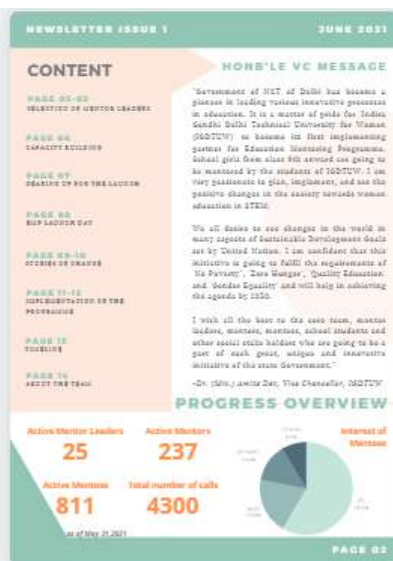 NEWSLETTER ISSUE 1
JUNE 2021
CONTENT
PAGE 03-05
SELECTION OF MENTOR LEADERS
PAGE 06
CAPACITY BUILDING
PAGE 07
GEARING UP FOR THE LAUNCH
PAGE 08
EMP LAUNCH DAY
PAGE 09-10
STORIES OF CHANGE
PAGE 11-12
IMPLEMENTATION OF THE
PROGRAMME
PAGE 13
TIMELINE
PAGE 14
ABOUT THE TEAM
HONB'LE VC MESSAGE
"Government of NCT of Delhi has become a
pioneer in leading various innovative processes
in education. It is a matter of pride for Indira
Gandhi Delhi Technical University for Women
(IGDTUW) to become its first implementing
partner for Education Mentoring Programme.
School girls from class 9th onward are going to
be mentored by the students of IGDTUW. I am
very passionate to plan, implement, and see the
positive changes in the society towards women
education in STEM.
We all desire to see changes in the world in
many aspects of Sustainable Development Goals
set by United Nation. I am confident that this
initiative is going to fulfil the requirements of
'No Poverty', 'Zero Hunger', 'Quality Education'
and 'Gender Equality' and will help in achieving
the agenda by 2030.
I wish all the best to the core team, mentor
leaders, mentors, mentees, school students and
other social stake holders who are going to be a
part of such great, unique and innovative
initiative of the state Government."
-Dr. (Mrs.) Amita Dev, Vice Chancellor, IGDTUW
PROGRESS OVERVIEW
Active Mentor Leaders
25
Active Mentors
237
Active Mentees
811
Total number of calls
4300
Interest of
Mentees
as of May 31,2021
PAGE 02